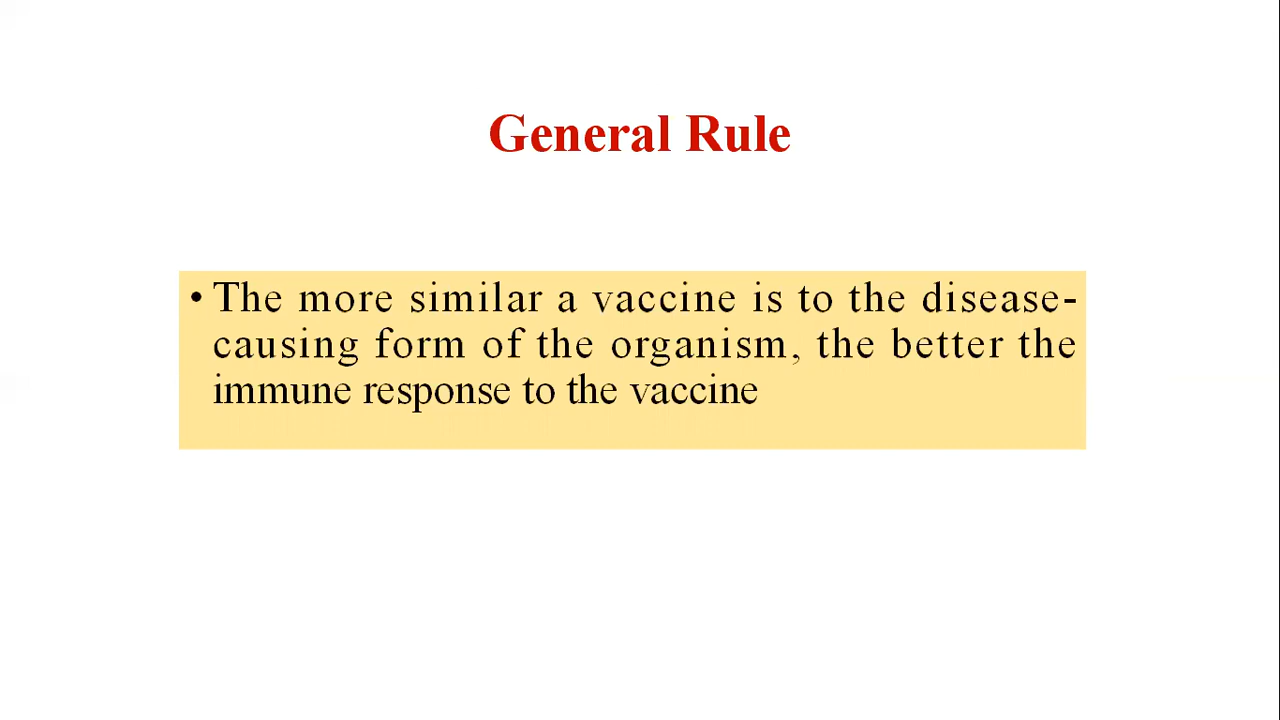 General Rule
• The more similar a vaccine is to the disease-
causing form of the organism, the better the
immune response to the vaccine